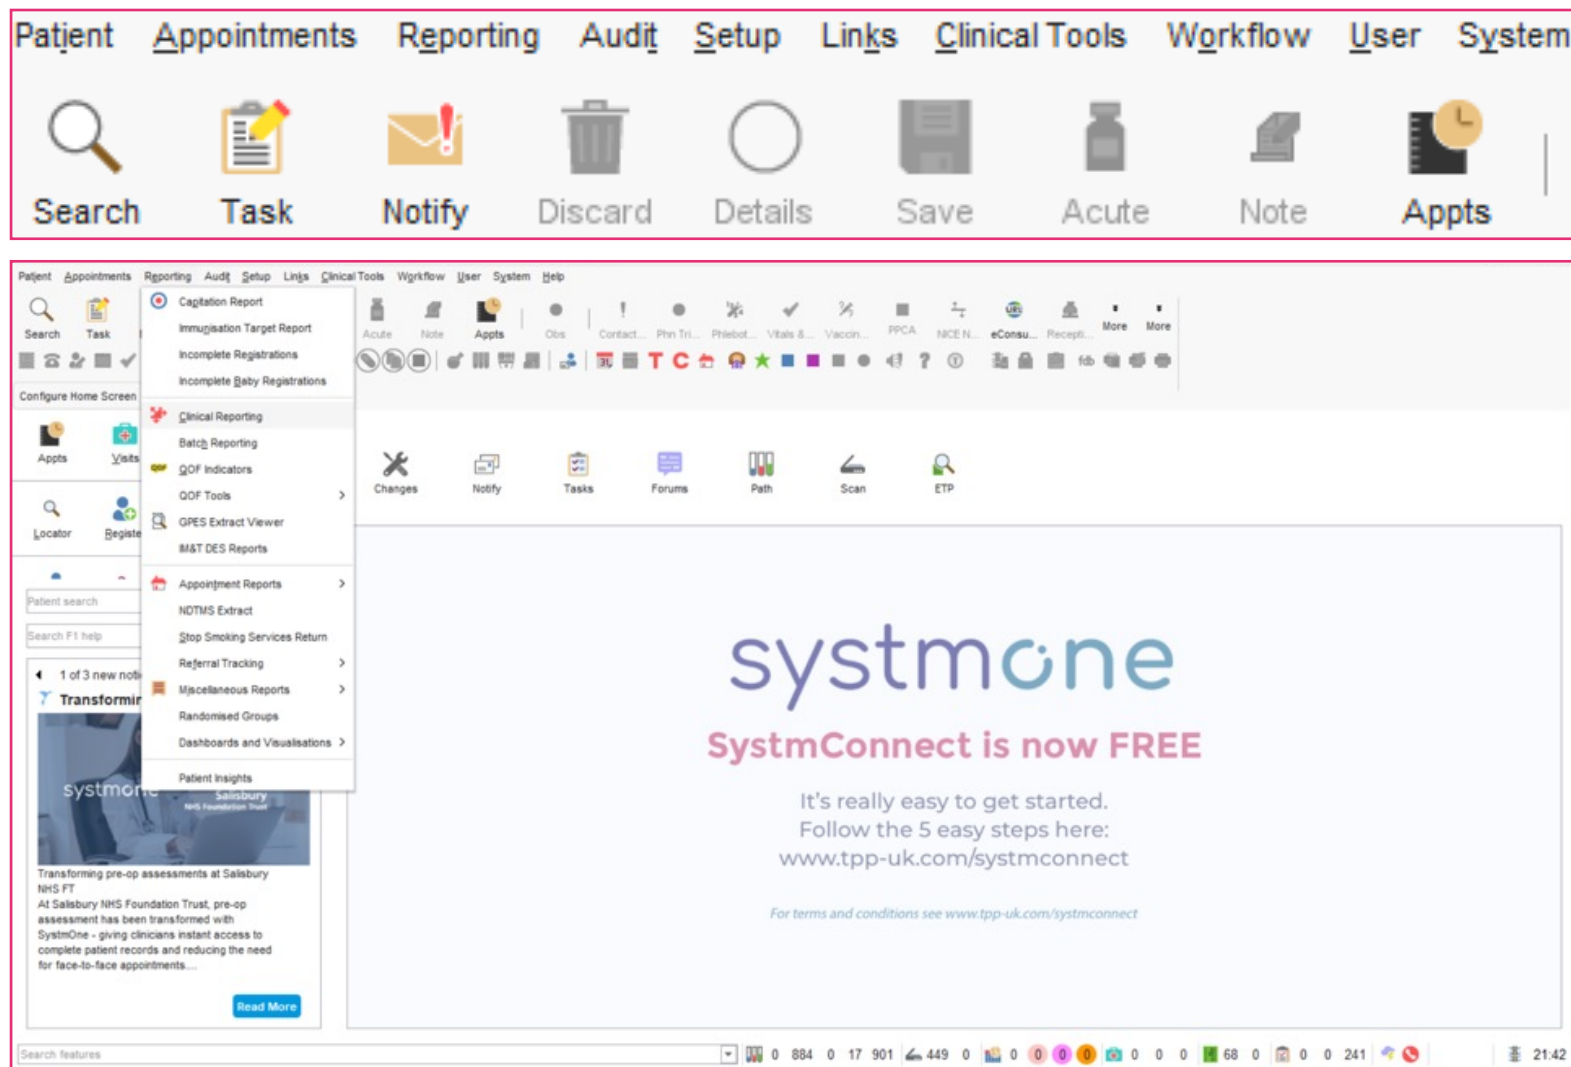 Patient Appointments Reporting Audit Setup Links Clinical Tools Workflow User System
Search Task Notify Discard Details Save Acute Note Appts
Patient Appointments Reporting Audit Setup Links Clinical Tools Workflow User System Help
Search Task Acute Note Appts Obs Contact... Phn Tri... Phlebot... Vitals &... Vaccin... PPCA NICE N... eConsu... Recepti... More More
T C fdb
Configure Home Screen
Capitation Report
Immunisation Target Report
Incomplete Registrations
Incomplete Baby Registrations
Clinical Reporting
Batch Reporting
QOF QOF Indicators
QOF Tools
GPES Extract Viewer
IM&T DES Reports
Appointment Reports
NDTMS Extract
Stop Smoking Services Return
Referral Tracking
Miscellaneous Reports
Randomised Groups
Dashboards and Visualisations
Patient Insights
Appts Visits
Changes Notify Tasks Forums Path Scan ETP
Locator Registe
Patient search
Search F1 help
1 of 3 new noti
Transformin
systmone
Salisbury
NHS Foundation Trust
Transforming pre-op assessments at Salisbury
NHS FT
At Salisbury NHS Foundation Trust, pre-op
assessment has been transformed with
SystmOne - giving clinicians instant access to
complete patient records and reducing the need
for face-to-face appointments....
Read More
systmone
SystmConnect is now FREE
It's really easy to get started.
Follow the 5 easy steps here:
www.tpp-uk.com/systmconnect
For terms and conditions see www.tpp-uk.com/systmconnect
Search features
0 884 0 17 901 449 0 0 0 0 0 0 0 0 68 0 0 0 241 21:42